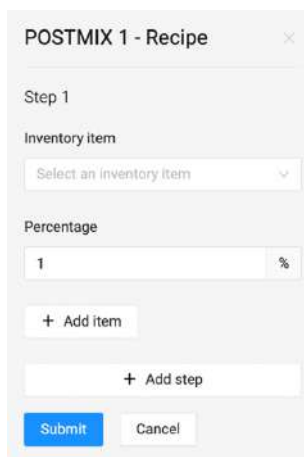 POSTMIX 1 - Recipe
Step 1
Inventory item
Select an inventory item
Percentage
1 %
+ Add item
+ Add step
Submit Cancel